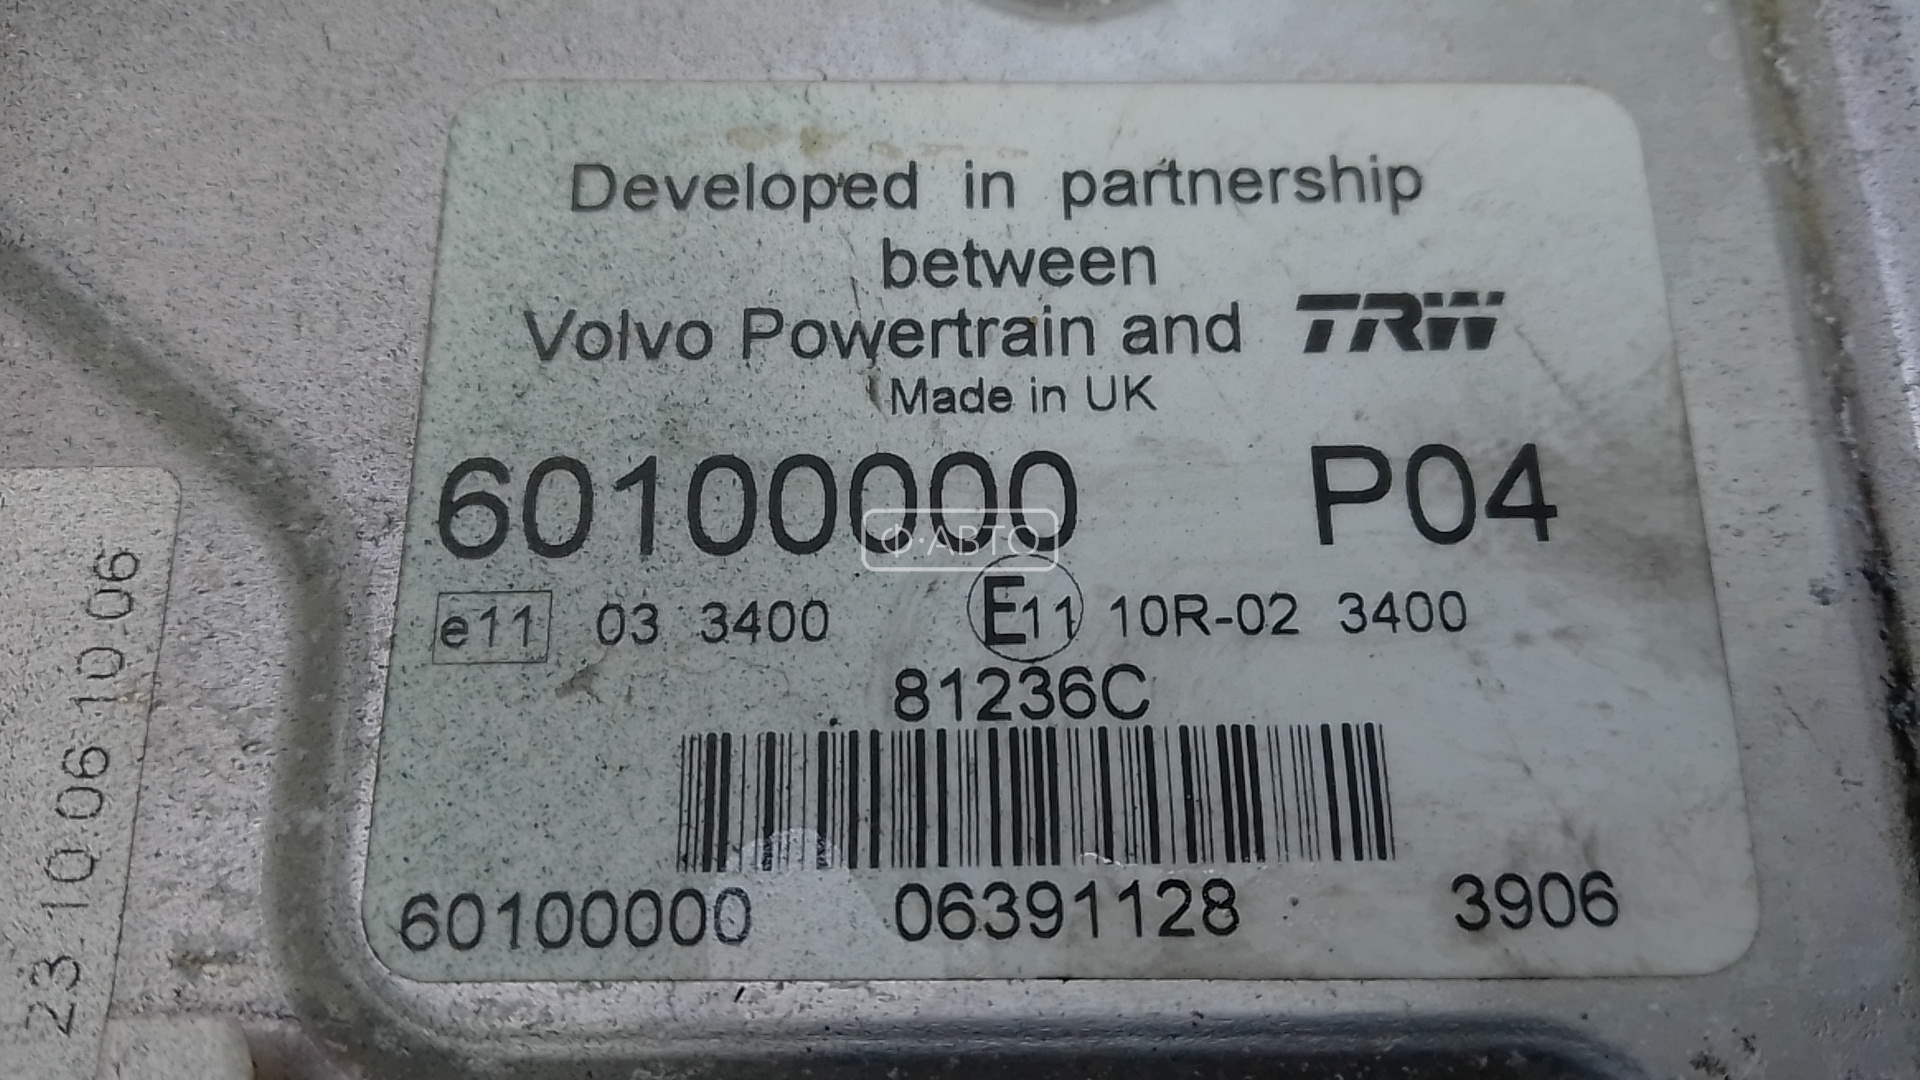 Developed in partnership
between
Volvo Powertrain and TRW
Made in UK
60100000 P04
Ф·АВТО
e11 03 3400 E11 10R-02 3400
81236C
60100000 06391128 3906
23 10 06 10 06